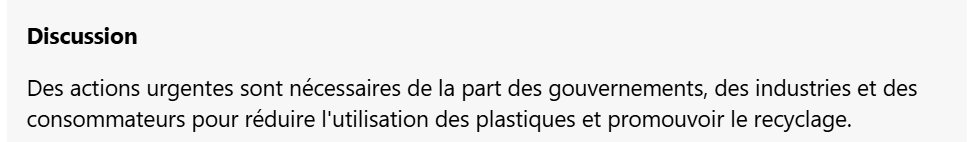 Discussion
Des actions urgentes sont nécessaires de la part des gouvernements, des industries et des
consommateurs pour réduire l'utilisation des plastiques et promouvoir le recyclage.